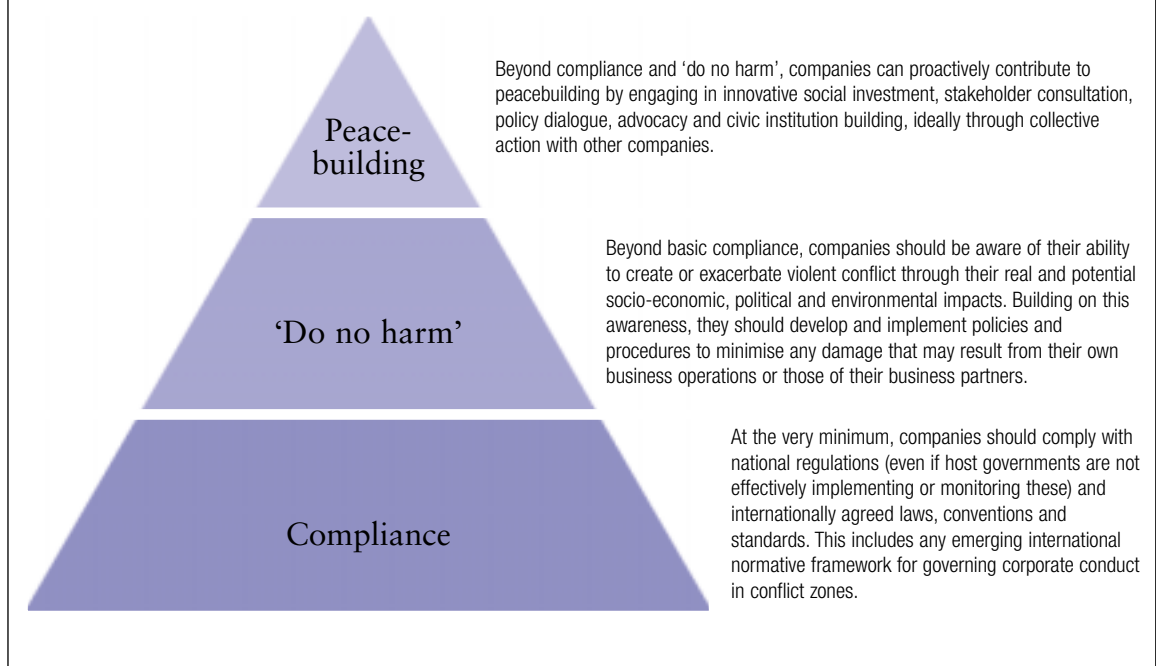 Peace-
building
Beyond compliance and ‘do no harm’, companies can proactively contribute to
peacebuilding by engaging in innovative social investment, stakeholder consultation,
policy dialogue, advocacy and civic institution building, ideally through collective
action with other companies.
‘Do no harm’
Beyond basic compliance, companies should be aware of their ability
to create or exacerbate violent conflict through their real and potential
socio-economic, political and environmental impacts. Building on this
awareness, they should develop and implement policies and
procedures to minimise any damage that may result from their own
business operations or those of their business partners.
Compliance
At the very minimum, companies should comply with
national regulations (even if host governments are not
effectively implementing or monitoring these) and
internationally agreed laws, conventions and
standards. This includes any emerging international
normative framework for governing corporate conduct
in conflict zones.